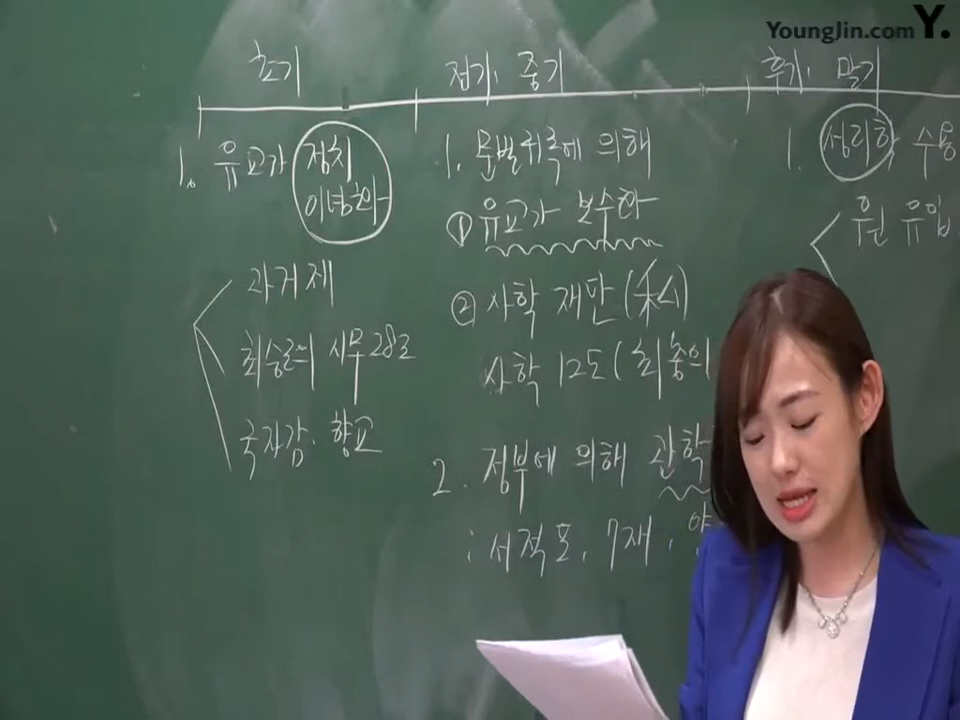 YoungJin.com Y.
초기
전기, 중기
후기, 말기
1. 유교가 정치
이념화
과거제
최승로의 시무28조
국자감, 향교
1. 문벌귀족에 의해
① 유교가 보수화
② 사학 재단(私)
사학 12도(최충의
2. 정부에 의해 관학
: 서적포, 7재, 양
1. 성리학 수용
원 유입